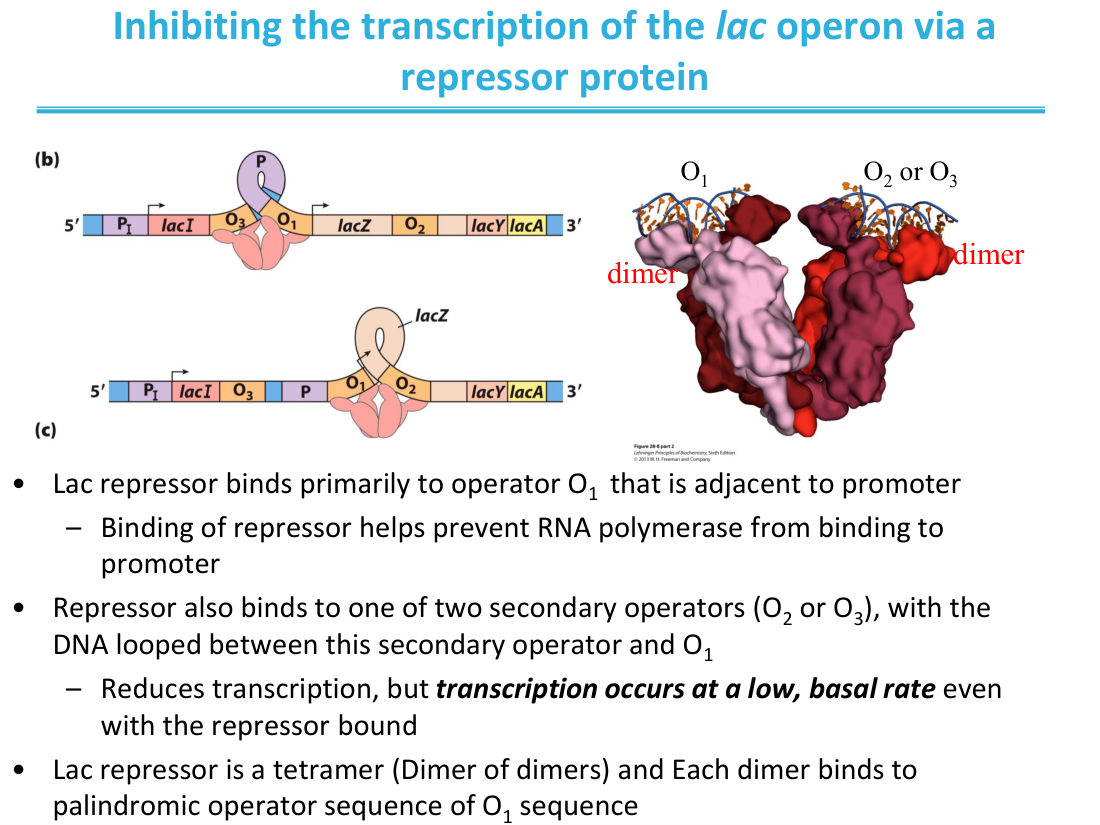 Inhibiting the transcription of the lac operon via a
repressor protein
(b)
P
5′ P_I lacI O₃ O₁ lacZ O₂ lacY lacA 3′
lacZ
5′ P_I lacI O₃ P O₁ O₂ lacY lacA 3′
(c)
O₁ O₂ or O₃
dimer dimer
Figure 28-8 part 2
Lehninger Principles of Biochemistry, Sixth Edition
© 2013 W. H. Freeman and Company
• Lac repressor binds primarily to operator O₁ that is adjacent to promoter
– Binding of repressor helps prevent RNA polymerase from binding to
promoter
• Repressor also binds to one of two secondary operators (O₂ or O₃), with the
DNA looped between this secondary operator and O₁
– Reduces transcription, but transcription occurs at a low, basal rate even
with the repressor bound
• Lac repressor is a tetramer (Dimer of dimers) and Each dimer binds to
palindromic operator sequence of O₁ sequence